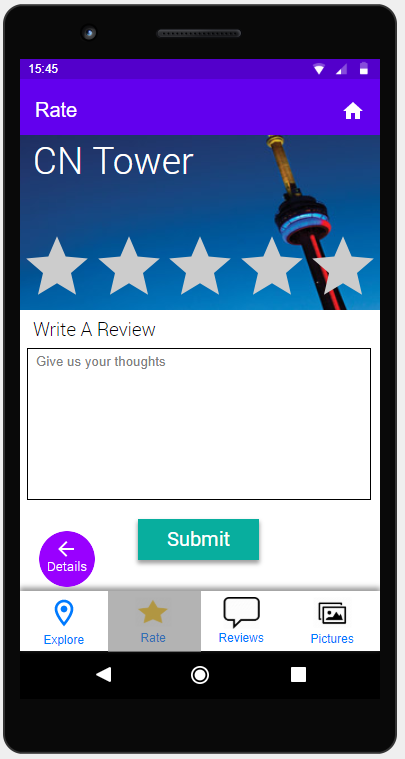 15:45
Rate
CN Tower
Write A Review
Give us your thoughts
Submit
Details
Explore
Rate
Reviews
Pictures